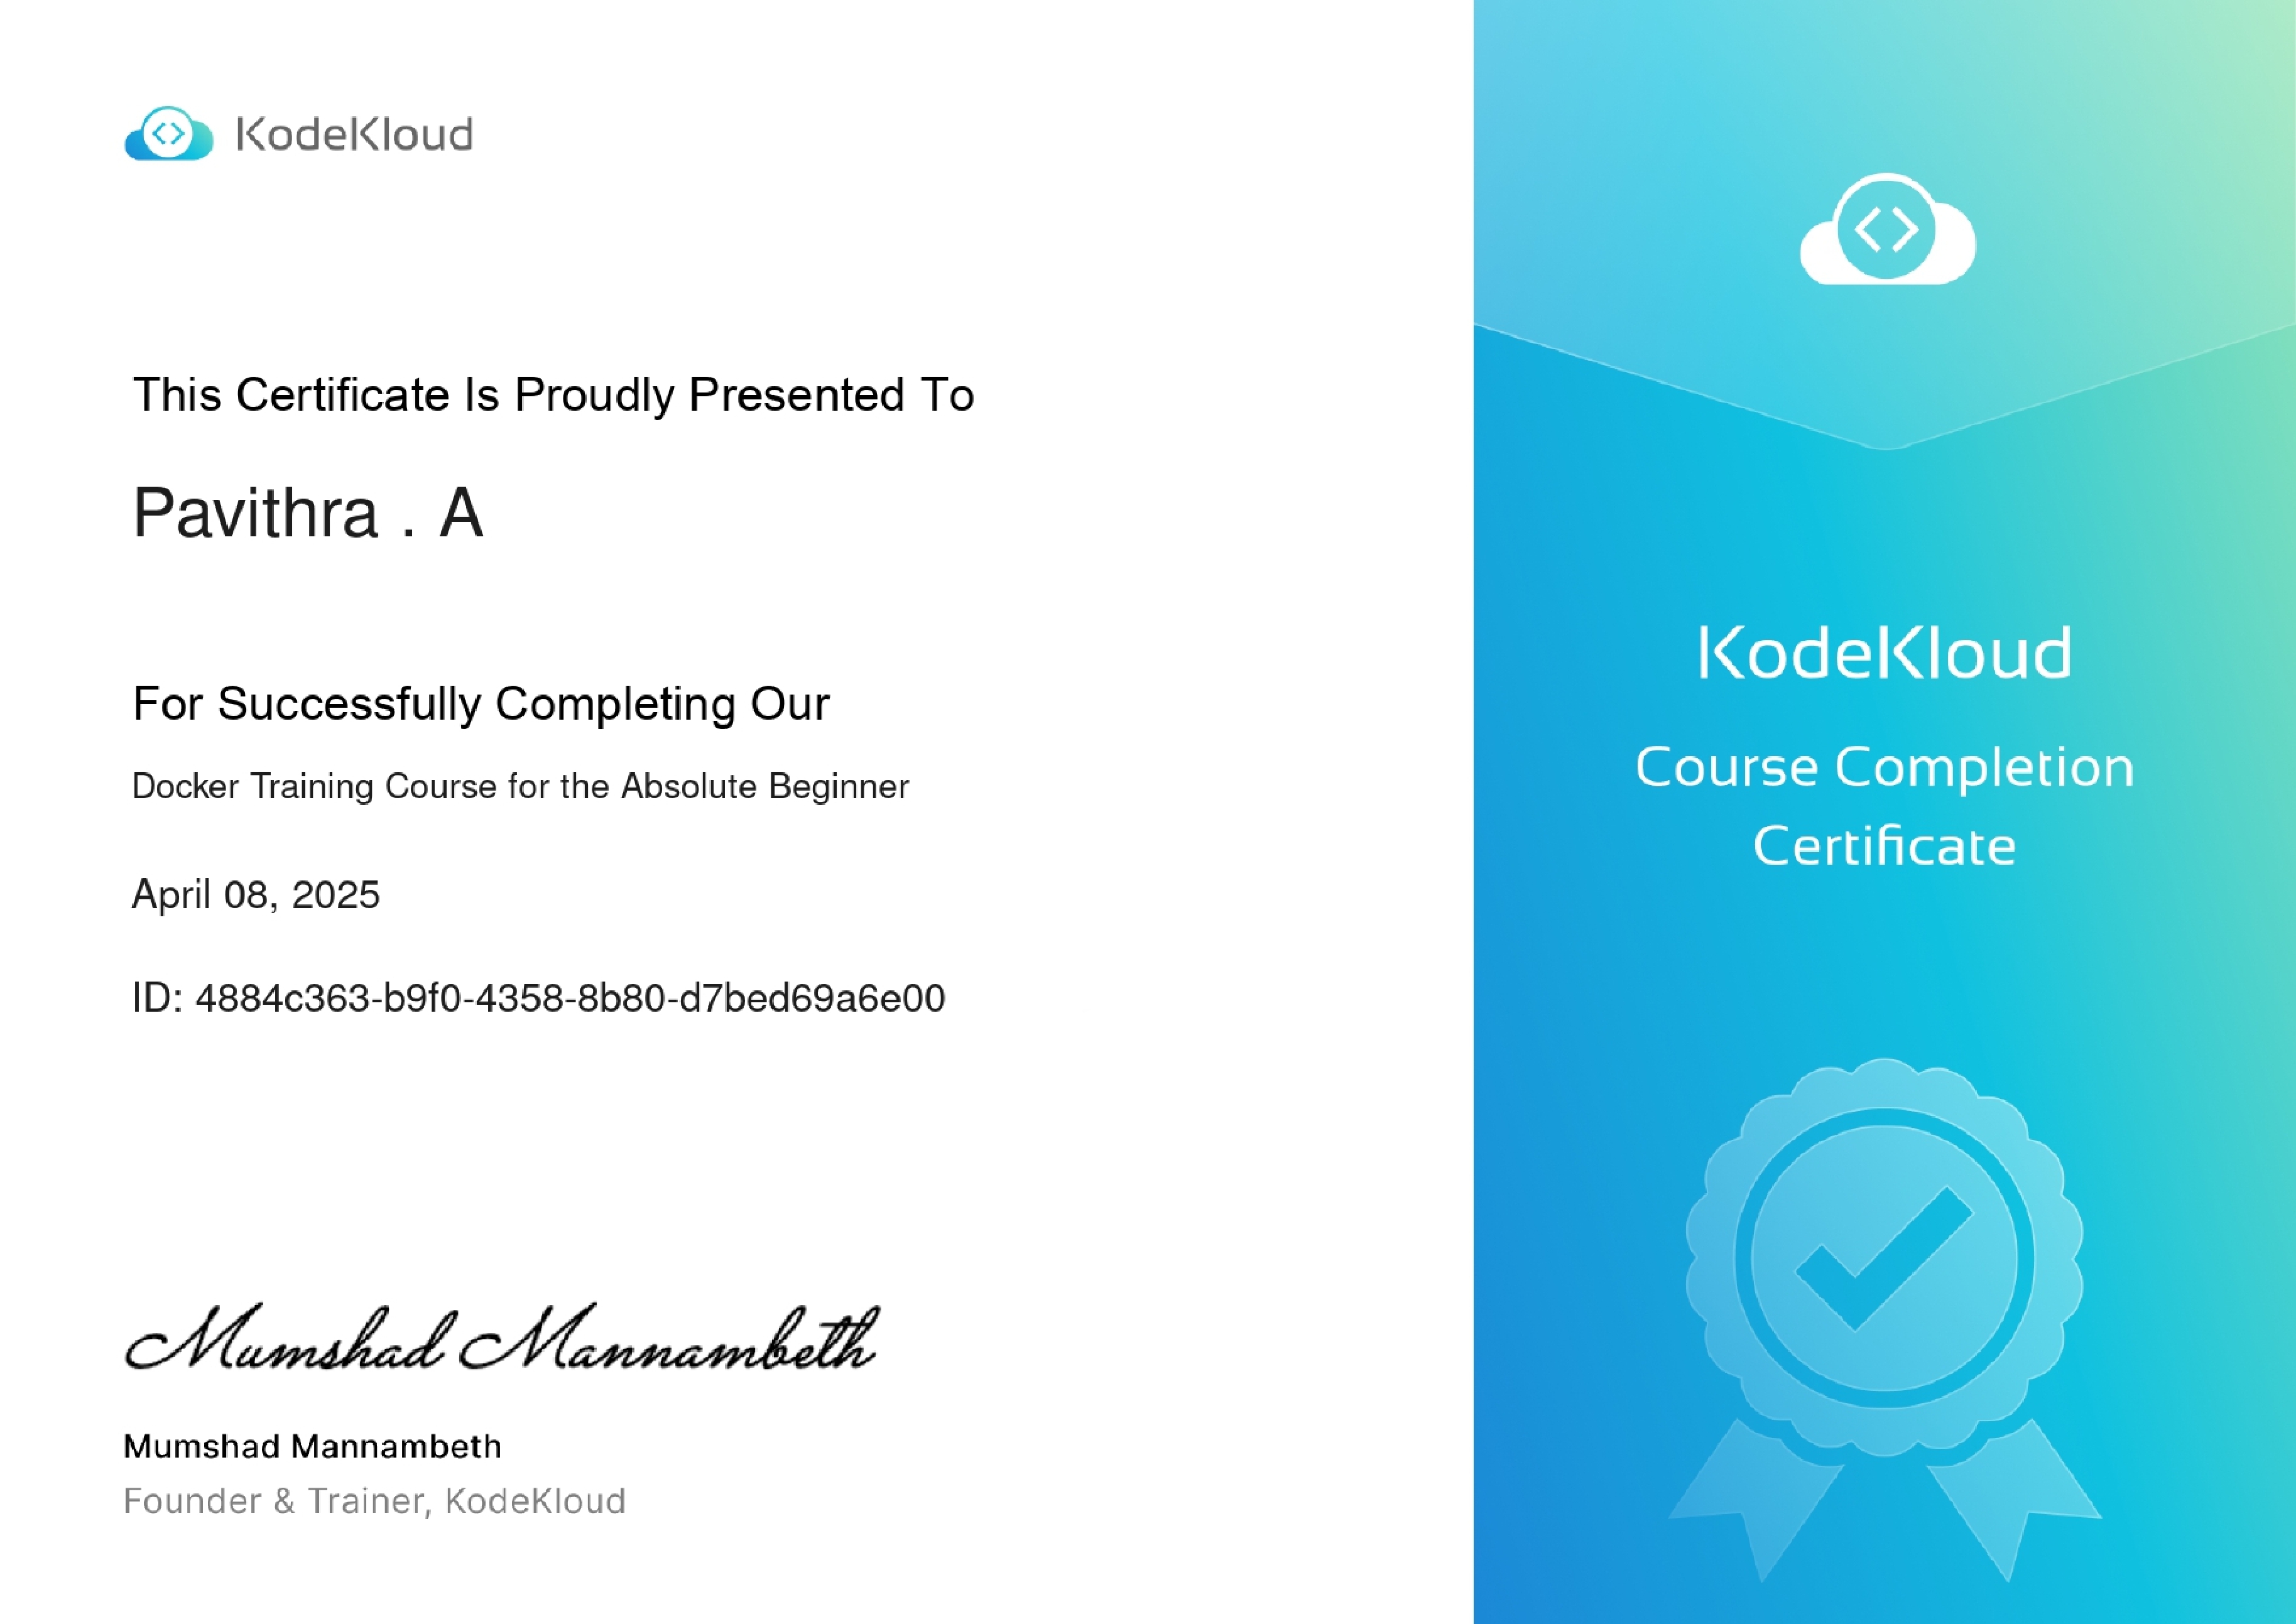 KodeKloud
This Certificate Is Proudly Presented To
Pavithra . A
For Successfully Completing Our
Docker Training Course for the Absolute Beginner
April 08, 2025
ID: 4884c363-b9f0-4358-8b80-d7bed69a6e00
Mumshad Mannambeth
Mumshad Mannambeth
Founder & Trainer, KodeKloud
KodeKloud
Course Completion
Certificate